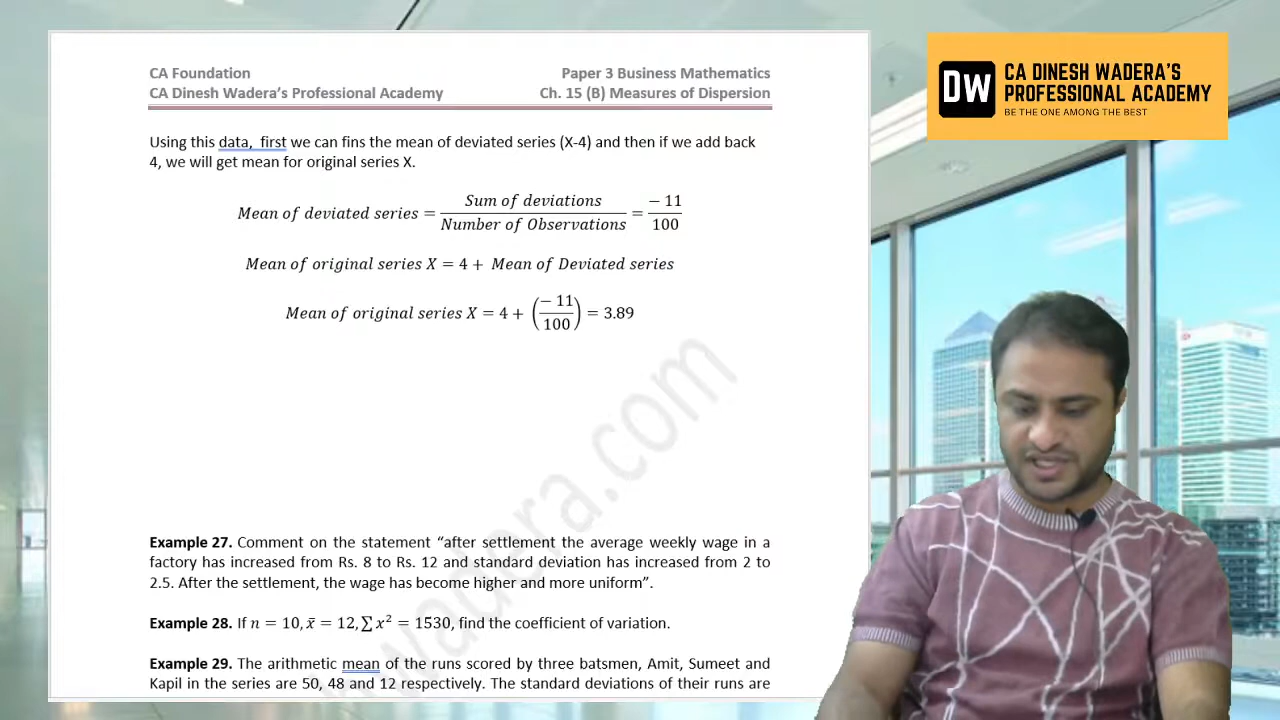 CA Foundation
Paper 3 Business Mathematics
CA Dinesh Wadera's Professional Academy
Ch. 15 (B) Measures of Dispersion
Using this data, first we can fins the mean of deviated series (X-4) and then if we add back
4, we will get mean for original series X.
Mean of deviated series = Sum of deviations / Number of Observations = − 11 / 100
Mean of original series X = 4 + Mean of Deviated series
Mean of original series X = 4 + (− 11 / 100) = 3.89
Example 27. Comment on the statement “after settlement the average weekly wage in a
factory has increased from Rs. 8 to Rs. 12 and standard deviation has increased from 2 to
2.5. After the settlement, the wage has become higher and more uniform”.
Example 28. If n = 10, x̄ = 12, ∑ x² = 1530, find the coefficient of variation.
Example 29. The arithmetic mean of the runs scored by three batsmen, Amit, Sumeet and
Kapil in the series are 50, 48 and 12 respectively. The standard deviations of their runs are
wadera.com
DW
CA DINESH WADERA'S
PROFESSIONAL ACADEMY
BE THE ONE AMONG THE BEST